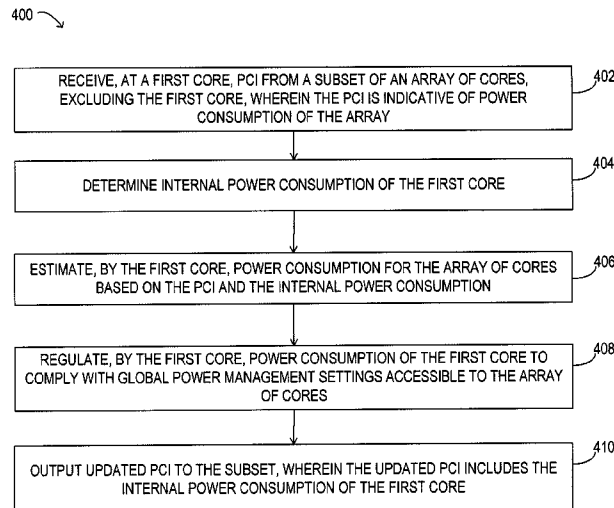 400
RECEIVE, AT A FIRST CORE, PCI FROM A SUBSET OF AN ARRAY OF CORES,
EXCLUDING THE FIRST CORE, WHEREIN THE PCI IS INDICATIVE OF POWER
CONSUMPTION OF THE ARRAY
402
DETERMINE INTERNAL POWER CONSUMPTION OF THE FIRST CORE
404
ESTIMATE, BY THE FIRST CORE, POWER CONSUMPTION FOR THE ARRAY OF CORES
BASED ON THE PCI AND THE INTERNAL POWER CONSUMPTION
406
REGULATE, BY THE FIRST CORE, POWER CONSUMPTION OF THE FIRST CORE TO
COMPLY WITH GLOBAL POWER MANAGEMENT SETTINGS ACCESSIBLE TO THE ARRAY
OF CORES
408
OUTPUT UPDATED PCI TO THE SUBSET, WHEREIN THE UPDATED PCI INCLUDES THE
INTERNAL POWER CONSUMPTION OF THE FIRST CORE
410